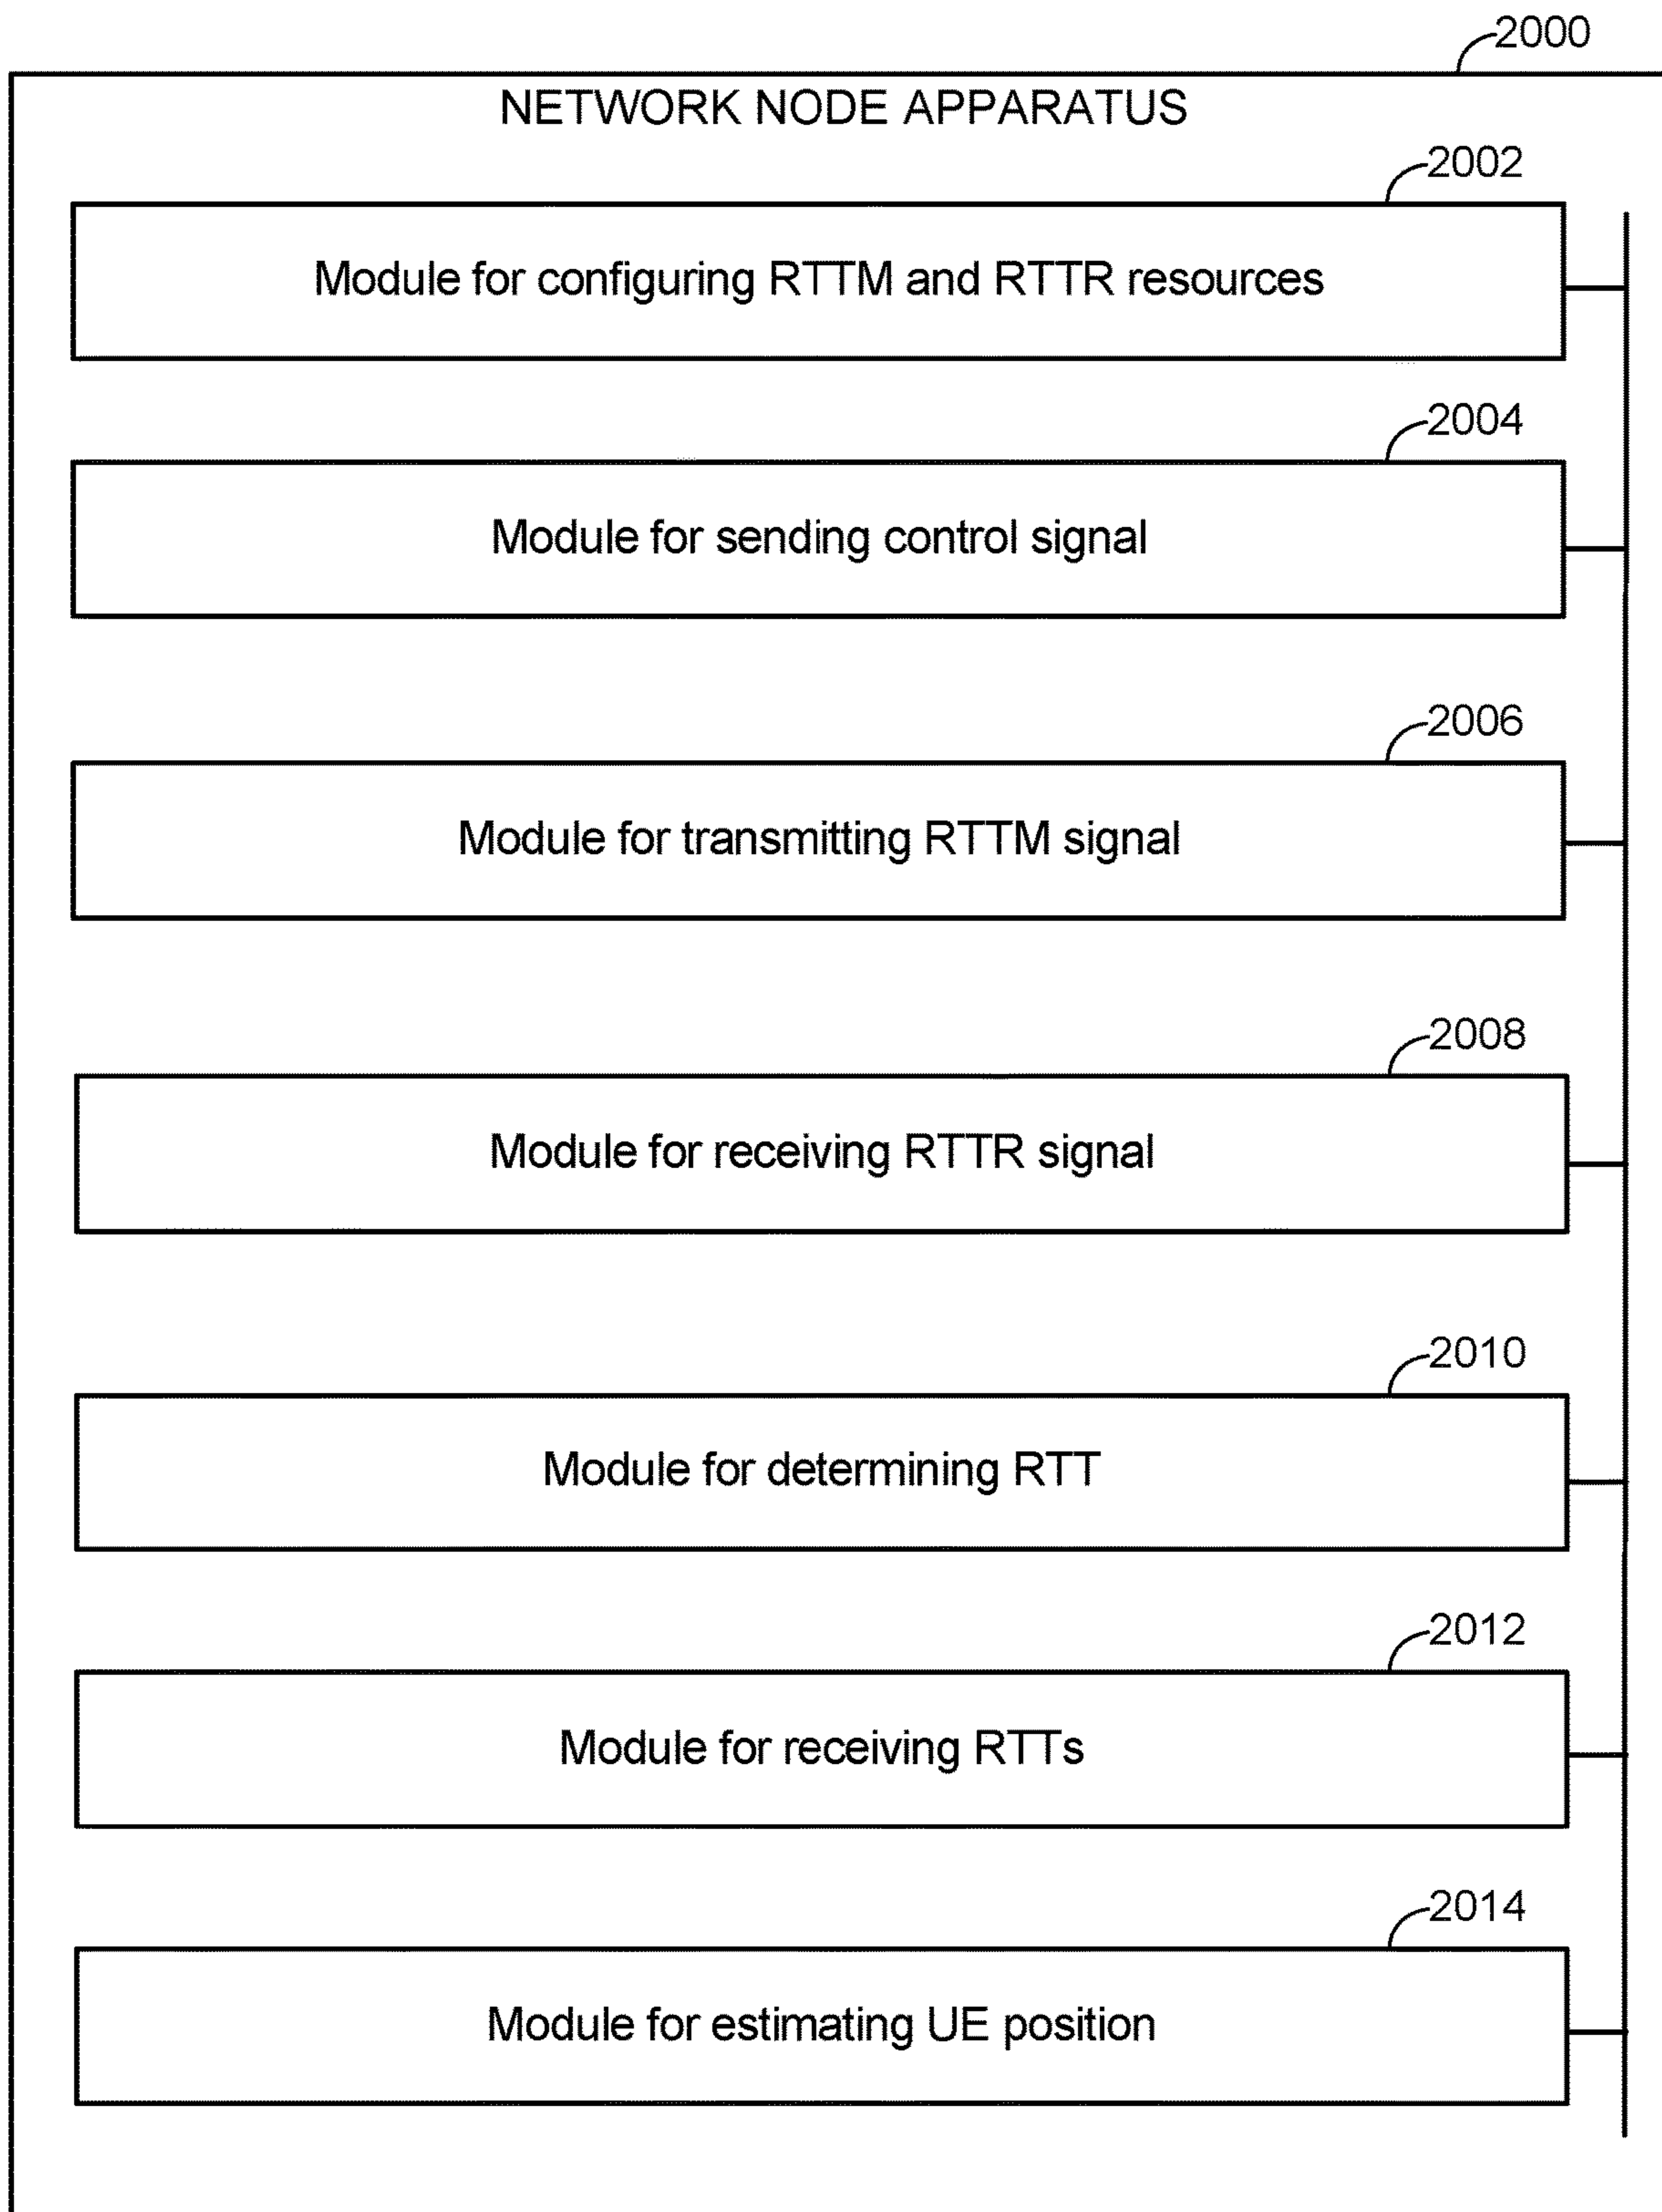 2000
NETWORK NODE APPARATUS
2002
Module for configuring RTTM and RTTR resources
2004
Module for sending control signal
2006
Module for transmitting RTTM signal
2008
Module for receiving RTTR signal
2010
Module for determining RTT
2012
Module for receiving RTTs
2014
Module for estimating UE position